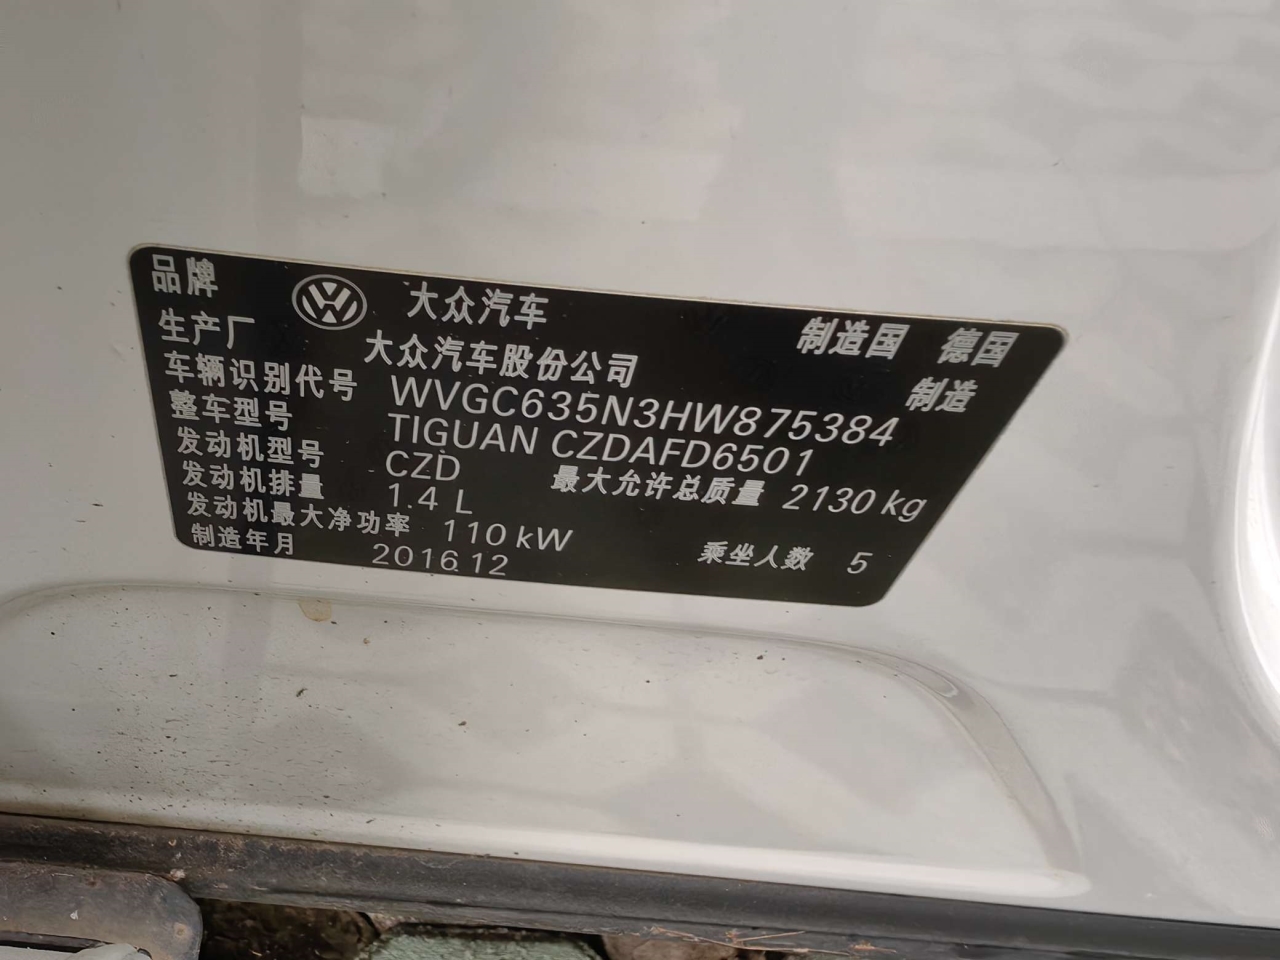 品牌 大众汽车 制造国 德国
生产厂 大众汽车股份公司 制造
车辆识别代号 WVGC635N3HW875384
整车型号 TIGUAN CZDAFD6501
发动机型号 CZD 最大允许总质量 2130 kg
发动机排量 1.4 L
发动机最大净功率 110 kW 乘坐人数 5
制造年月 2016.12